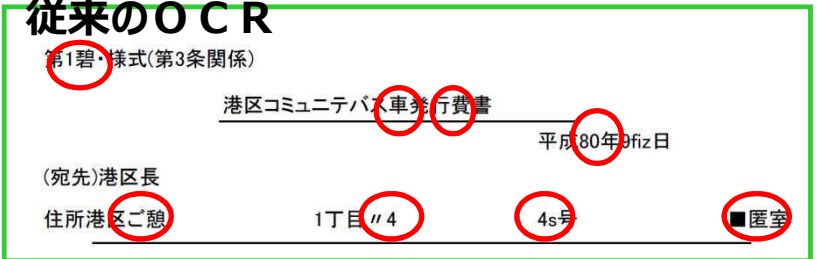 従来のＯＣＲ
第1碧・様式(第3条関係)
港区コミュニテバス車発行費書
平成80年9fiz日
(宛先)港区長
住所港区ご憩 1丁目〃4 4s号 ■匿室